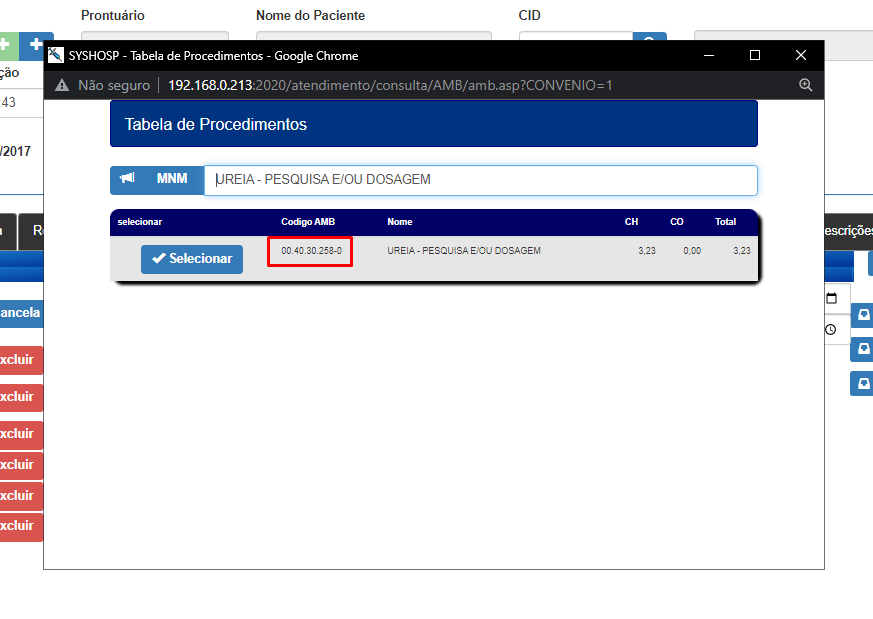 Prontuário Nome do Paciente CID
SYSHOSP - Tabela de Procedimentos - Google Chrome
ção
Não seguro 192.168.0.213:2020/atendimento/consulta/AMB/amb.asp?CONVENIO=1
43
Tabela de Procedimentos
/2017
MNM UREIA - PESQUISA E/OU DOSAGEM
selecionar Codigo AMB Nome CH CO Total
Selecionar 00.40.30.258-0 UREIA - PESQUISA E/OU DOSAGEM 3,23 0,00 3,23
a R escrições
ancela
xcluir
xcluir
xcluir
xcluir
xcluir
xcluir